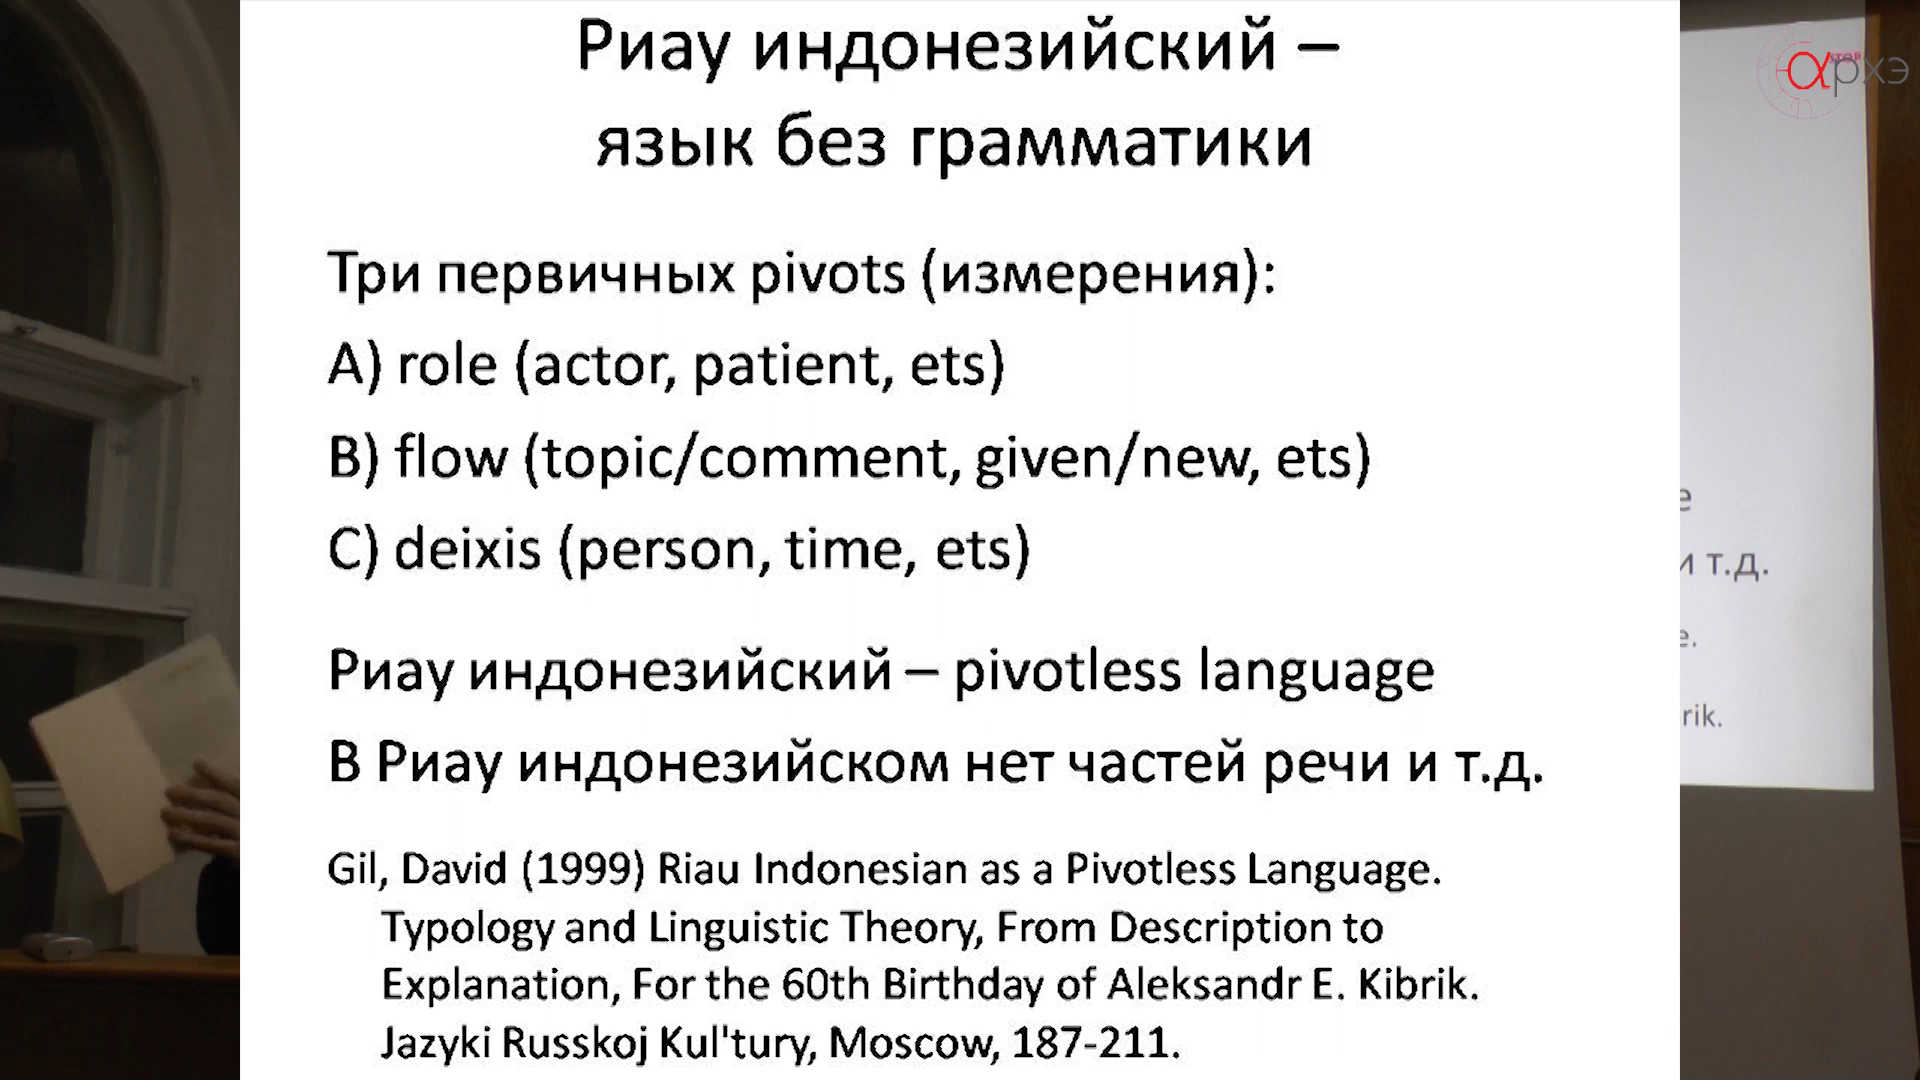 Риау индонезийский –
язык без грамматики
Три первичных pivots (измерения):
A) role (actor, patient, ets)
B) flow (topic/comment, given/new, ets)
C) deixis (person, time, ets)
Риау индонезийский – pivotless language
В Риау индонезийском нет частей речи и т.д.
Gil, David (1999) Riau Indonesian as a Pivotless Language.
Typology and Linguistic Theory, From Description to
Explanation, For the 60th Birthday of Aleksandr E. Kibrik.
Jazyki Russkoj Kul'tury, Moscow, 187-211.
αρхэ
e
и т.д.
e.
rik.